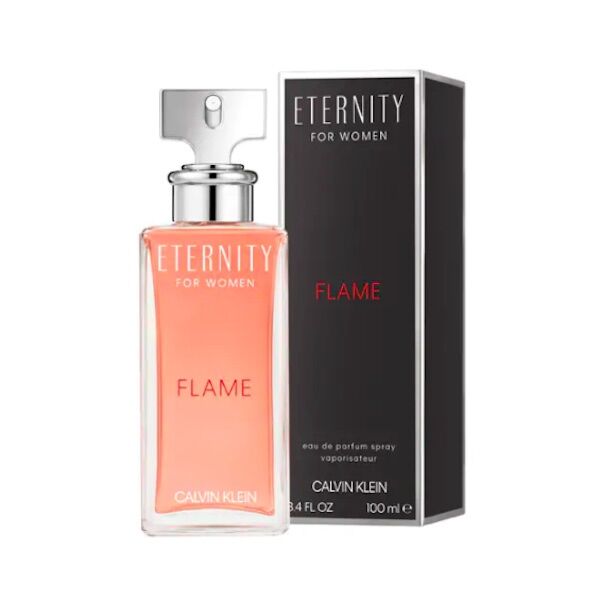 ETERNITY
FOR WOMEN
FLAME
CALVIN KLEIN
ETERNITY
FOR WOMEN
FLAME
eau de parfum spray
vaporisateur
CALVIN KLEIN
3.4 FL OZ 100 ml e